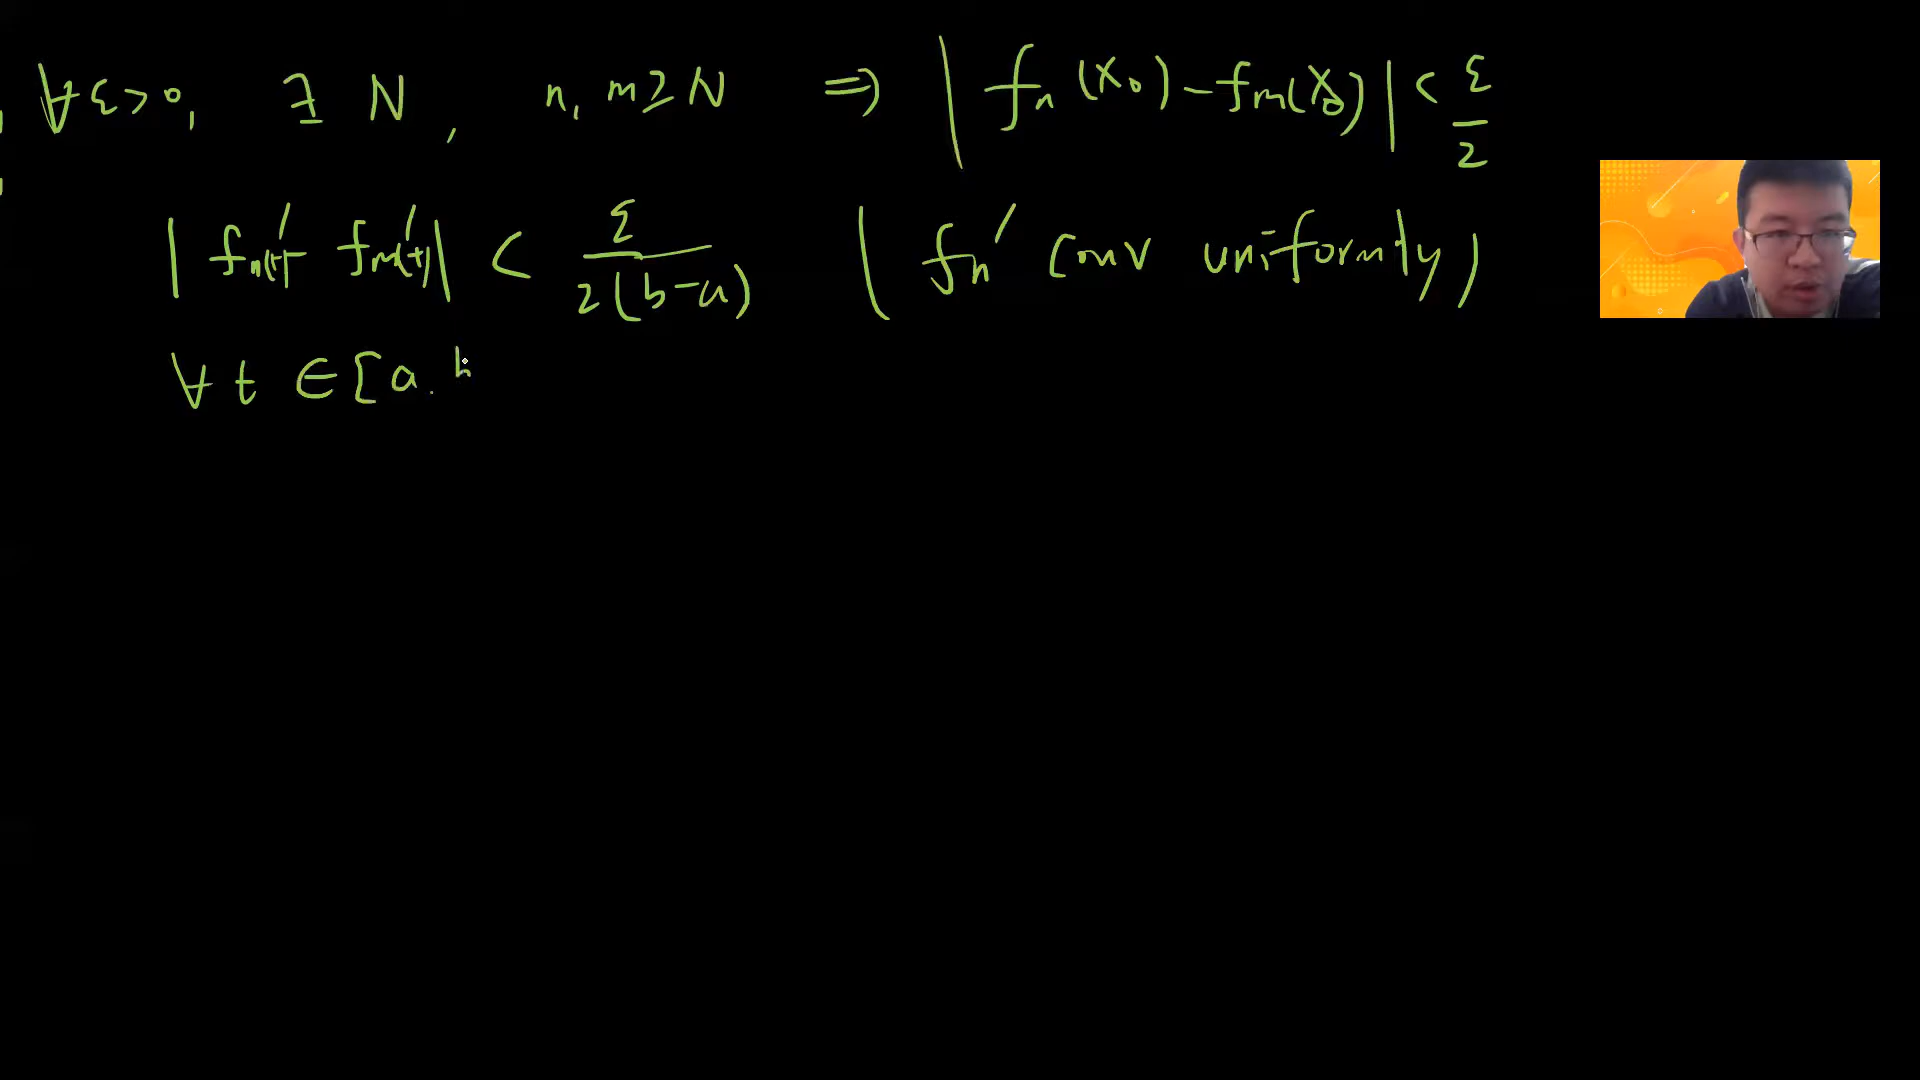 , ∀ε>0, ∃ N, n, m≥N ⇒ |fn(x0)-fm(x0)|< ε/2
|fn'(t)-fm'(t)| < ε/2(b-a) (fn' conv uniformly)
∀ t ∈[a.b